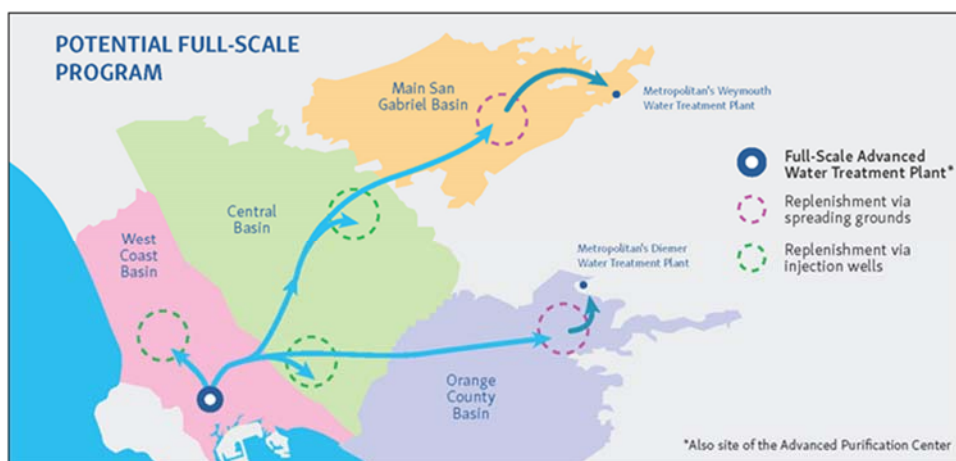 POTENTIAL FULL-SCALE
PROGRAM
Main San
Gabriel Basin
Metropolitan's Weymouth
Water Treatment Plant
Full-Scale Advanced
Water Treatment Plant*
Replenishment via
spreading grounds
Replenishment via
injection wells
Central
Basin
West
Coast
Basin
Metropolitan's Diemer
Water Treatment Plant
Orange
County
Basin
*Also site of the Advanced Purification Center